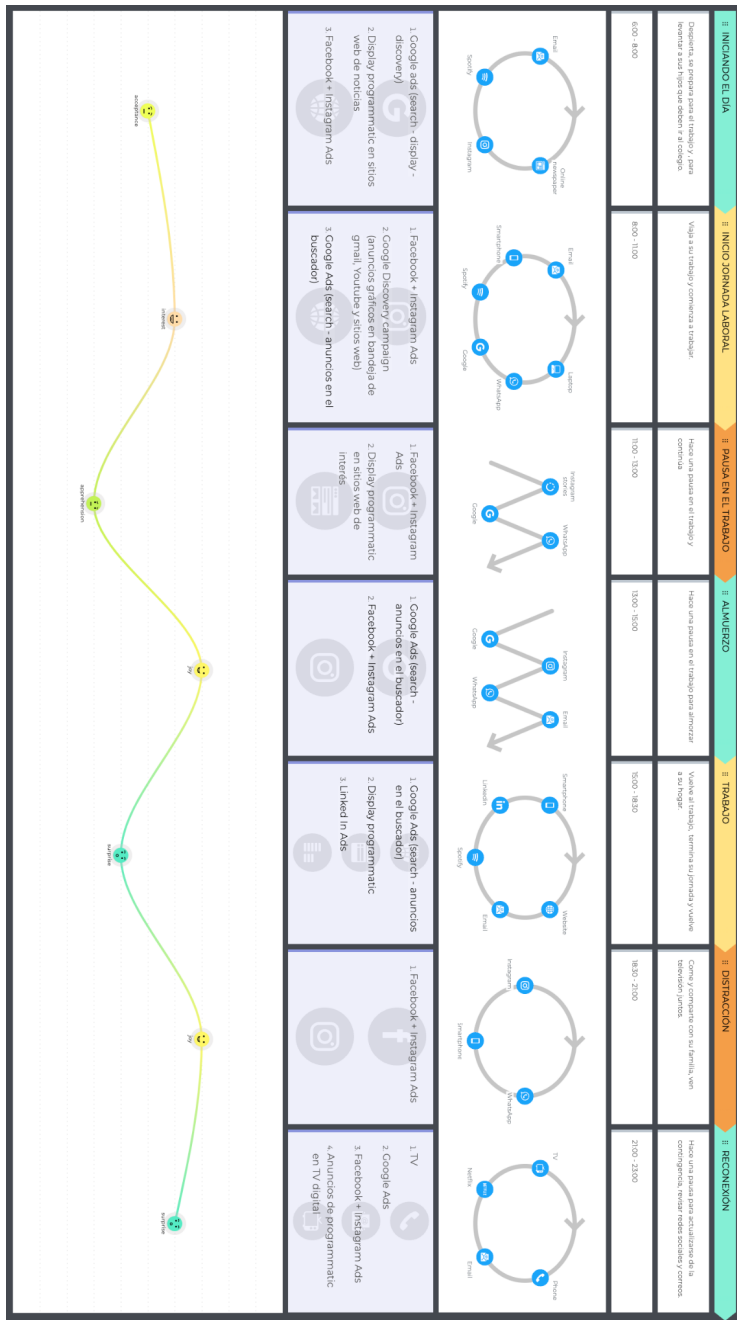 INICIANDO EL DÍA
INICIO JORNADA LABORAL
PAUSA EN EL TRABAJO
ALMUERZO
TRABAJO
DISTRACCIÓN
RECONEXIÓN
Despierta, se prepara para el trabajo y , para
levantar a sus hijos que deben ir al colegio.
Viaja a su trabajo y comienza a trabajar.
Hace una pausa en el trabajo y
continúa
Hace una pausa en el trabajo para almorzar
Vuelve al trabajo, termina su jornada y vuelve
a su hogar.
Come y comparte con su familia, ven
televisión juntos.
Hace una pausa para actualizarse de la
contingencia, revisar redes sociales y correos.
6:00 - 8:00
8:00 - 11:00
11:00 - 13:00
13:00 - 15:00
15:00 - 18:30
18:30 - 21:00
21:00 - 23:00
Email
Online
newspaper
Spotify
Instagram
Email
Laptop
Smartphone
WhatsApp
Spotify
Google
Instagram
stories
WhatsApp
Google
Instagram
Email
Google
WhatsApp
Smartphone
Website
LinkedIn
Email
Spotify
Instagram
WhatsApp
Smartphone
TV
Phone
Netflix
Email
1. Google ads (search - display -
discovery)
2. Display programmatic en sitios
web de noticias
3. Facebook + Instagram Ads
1. Facebook + Instagram Ads
2. Google Discovery campaign
(anuncios gráficos en bandeja de
gmail, Youtube y sitios web)
3. Google Ads (search - anuncios en el
buscador)
1. Facebook + Instagram
Ads
2. Display programmatic
en sitios web de
interés
1. Google Ads (search -
anuncios en el buscador)
2. Facebook + Instagram Ads
1. Google Ads (search - anuncios
en el buscador)
2. Display programmatic
3. Linked In Ads
1. Facebook + Instagram Ads
1. TV
2. Google Ads
3. Facebook + Instagram Ads
4. Anuncios de programmatic
en TV digital
acceptance
interest
apprehension
joy
surprise
joy
surprise